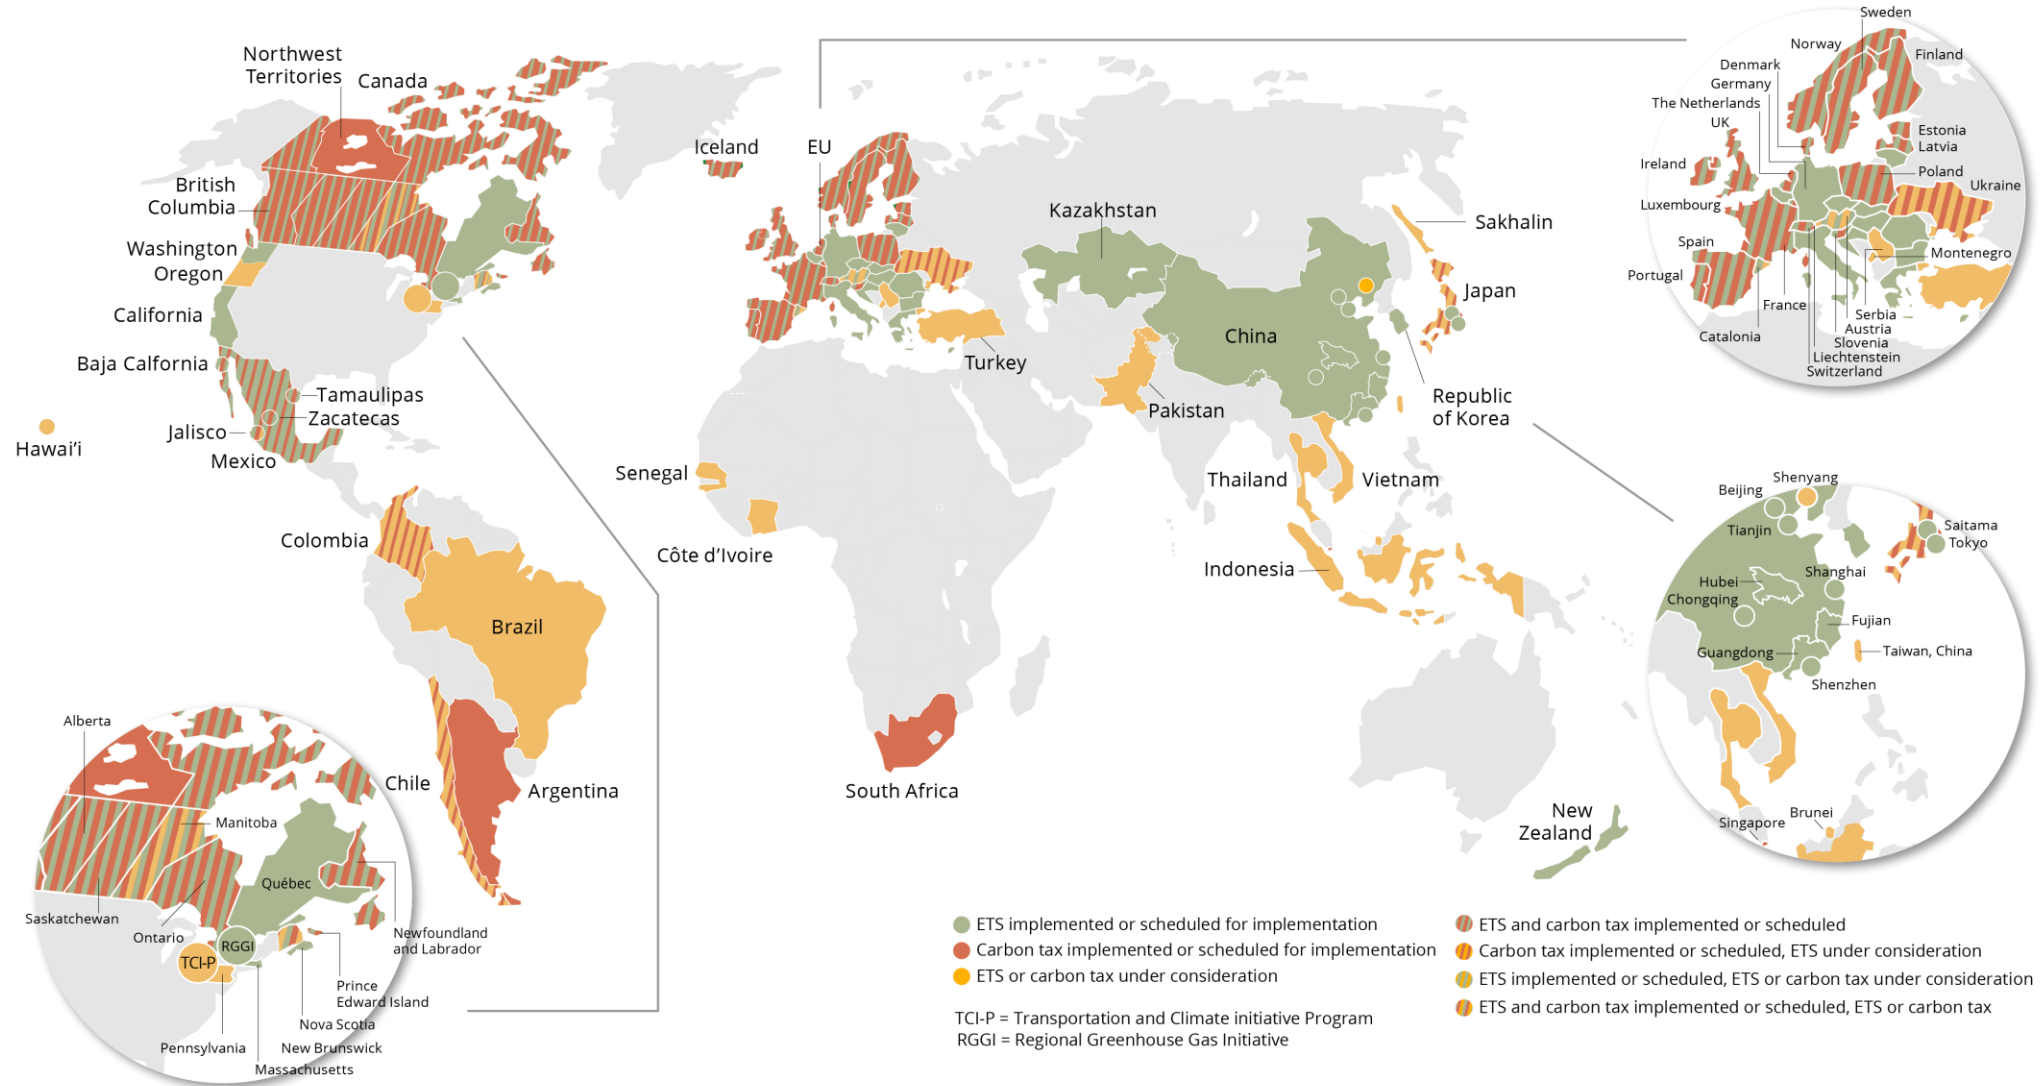 Northwest
Territories
Canada
British
Columbia
Washington
Oregon
California
Baja Calfornia
Tamaulipas
Zacatecas
Jalisco
Mexico
Hawai’i
Colombia
Brazil
Chile
Argentina
Iceland
EU
Kazakhstan
Sakhalin
Japan
China
Turkey
Pakistan
Republic
of Korea
Senegal
Côte d’Ivoire
Thailand
Vietnam
Indonesia
South Africa
New
Zealand
Sweden
Norway
Finland
Denmark
Germany
The Netherlands
UK
Estonia
Latvia
Ireland
Poland
Ukraine
Luxembourg
Spain
Montenegro
Portugal
France
Serbia
Catalonia
Austria
Slovenia
Liechtenstein
Switzerland
Shenyang
Beijing
Tianjin
Saitama
Tokyo
Shanghai
Hubei
Chongqing
Fujian
Guangdong
Taiwan, China
Shenzhen
Brunei
Singapore
Alberta
Manitoba
Québec
Saskatchewan
Ontario
RGGI
TCI-P
Newfoundland
and Labrador
Prince
Edward Island
Nova Scotia
Pennsylvania
New Brunswick
Massachusetts
ETS implemented or scheduled for implementation
Carbon tax implemented or scheduled for implementation
ETS or carbon tax under consideration
ETS and carbon tax implemented or scheduled
Carbon tax implemented or scheduled, ETS under consideration
ETS implemented or scheduled, ETS or carbon tax under consideration
ETS and carbon tax implemented or scheduled, ETS or carbon tax
TCI-P = Transportation and Climate initiative Program
RGGI = Regional Greenhouse Gas Initiative